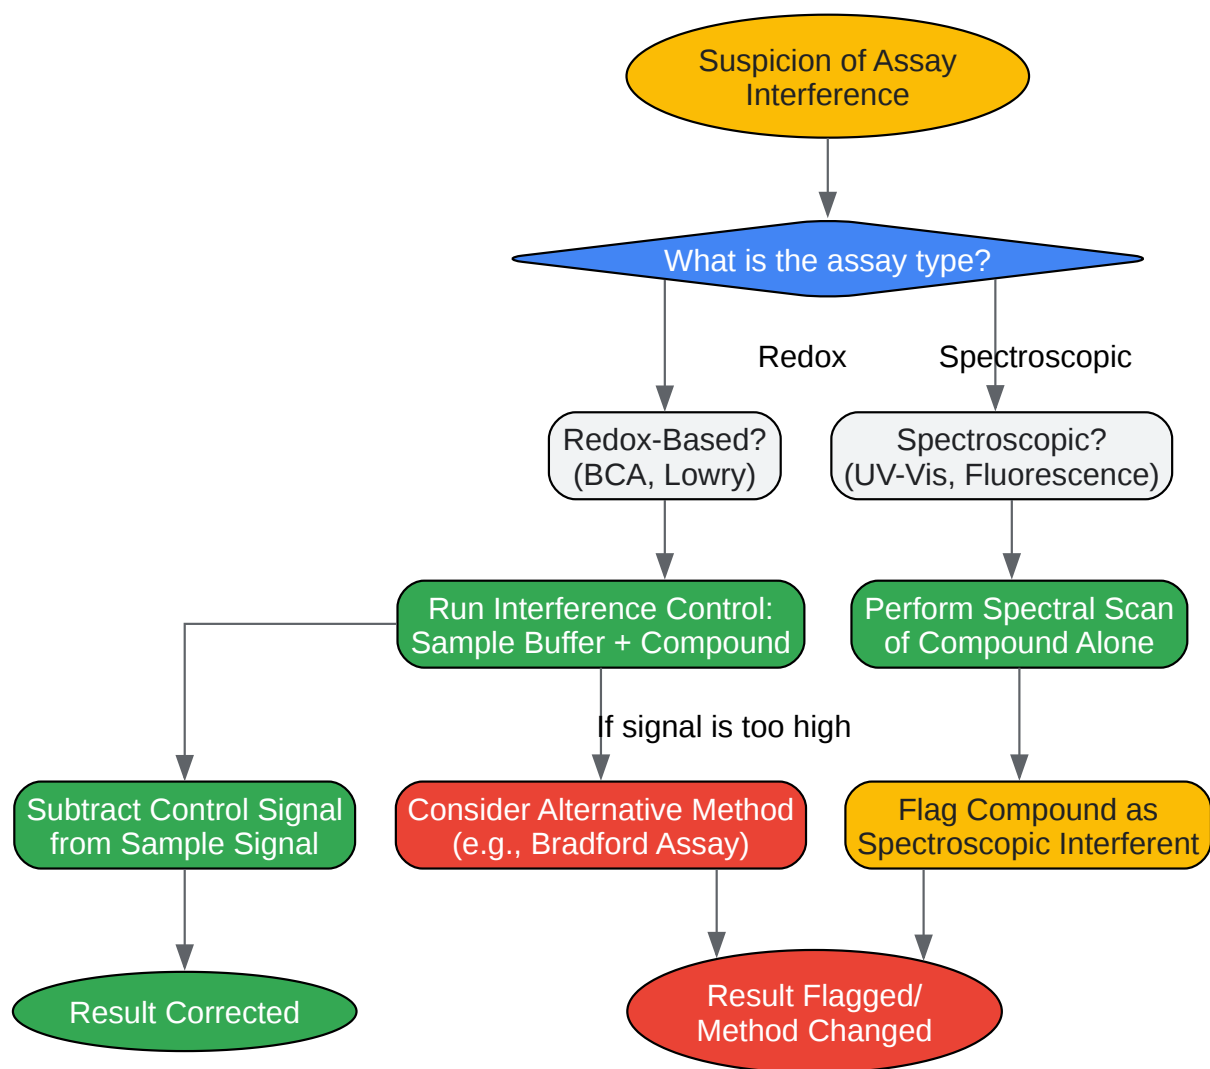 Suspicion of Assay
Interference
What is the assay type?
Redox
Spectroscopic
Redox-Based?
(BCA, Lowry)
Spectroscopic?
(UV-Vis, Fluorescence)
Run Interference Control:
Sample Buffer + Compound
Perform Spectral Scan
of Compound Alone
If signal is too high
Subtract Control Signal
from Sample Signal
Consider Alternative Method
(e.g., Bradford Assay)
Flag Compound as
Spectroscopic Interferent
Result Corrected
Result Flagged/
Method Changed